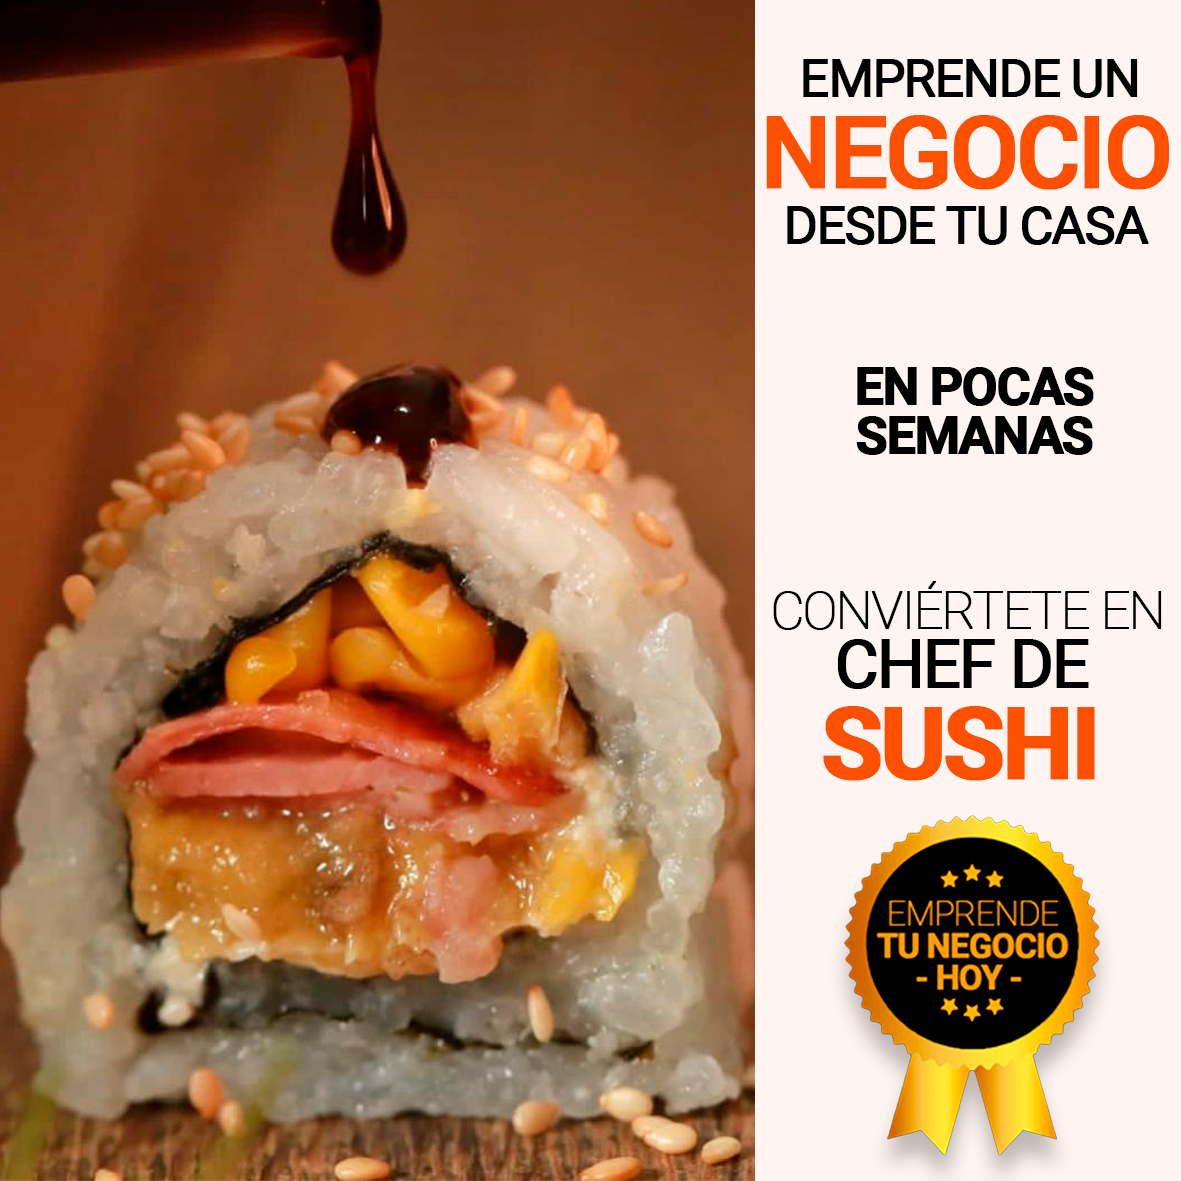 EMPRENDE UN
NEGOCIO
DESDE TU CASA
EN POCAS
SEMANAS
CONVIÉRTETE EN
CHEF DE
SUSHI
EMPRENDE
TU NEGOCIO
- HOY -